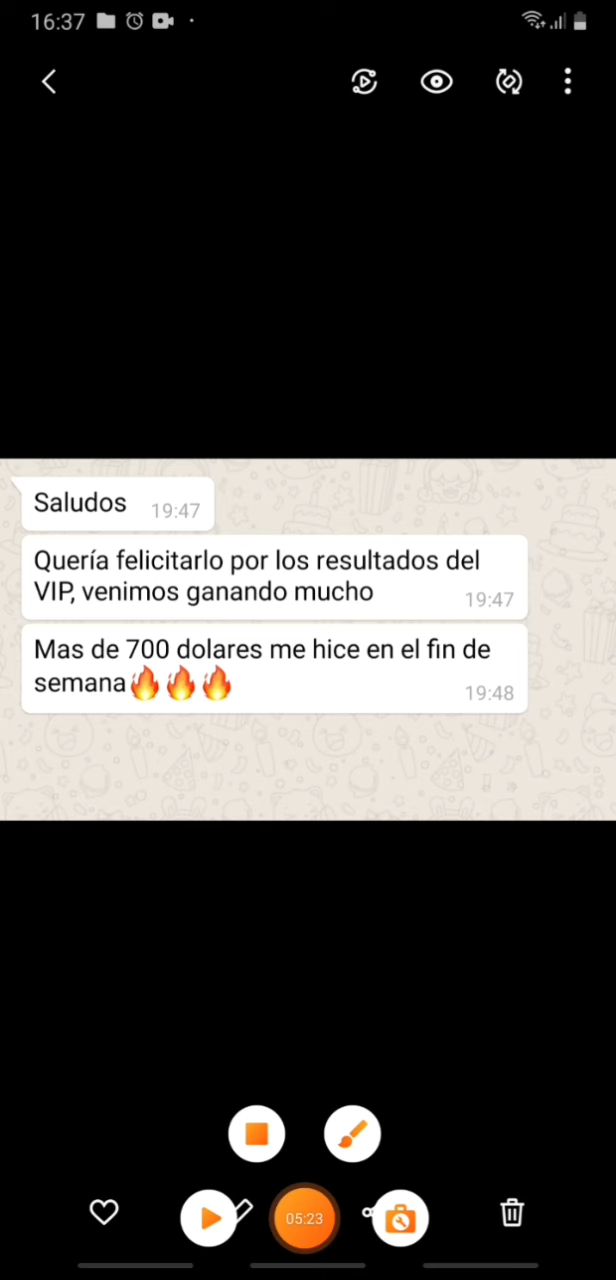 16:37
Saludos 19:47
Quería felicitarlo por los resultados del
VIP, venimos ganando mucho 19:47
Mas de 700 dolares me hice en el fin de
semana🔥🔥🔥 19:48
05:23